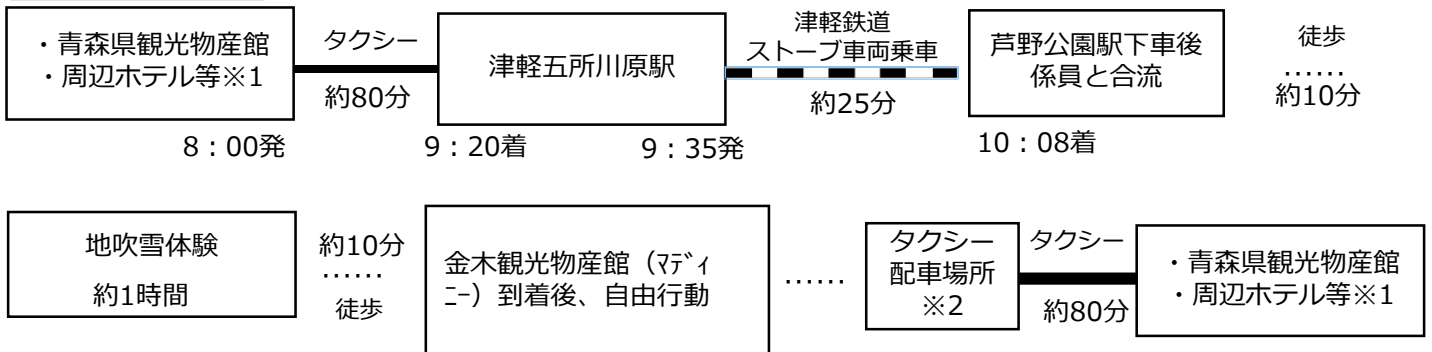 ・青森県観光物産館
・周辺ホテル等※1
タクシー
約80分
津軽五所川原駅
津軽鉄道
ストーブ車両乗車
約25分
芦野公園駅下車後
係員と合流
徒歩
……
約10分
8：00発
9：20着
9：35発
10：08着
地吹雪体験
約1時間
約10分
……
徒歩
金木観光物産館（ﾏﾃﾞｨ
ﾆｰ）到着後、自由行動
……
タクシー
配車場所
※2
タクシー
約80分
・青森県観光物産館
・周辺ホテル等※1